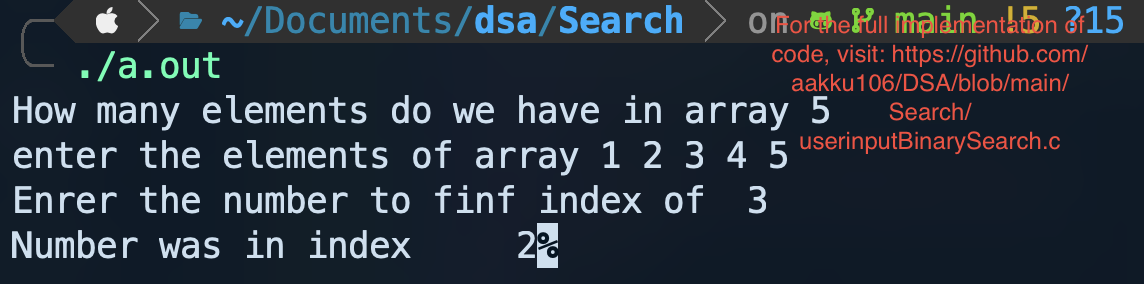 ~/Documents/dsa/Search on main !5 ?15
./a.out
How many elements do we have in array 5
enter the elements of array 1 2 3 4 5
Enrer the number to finf index of  3
Number was in index     2%
For the full implementation of
code, visit: https://github.com/
aakku106/DSA/blob/main/
Search/
userinputBinarySearch.c